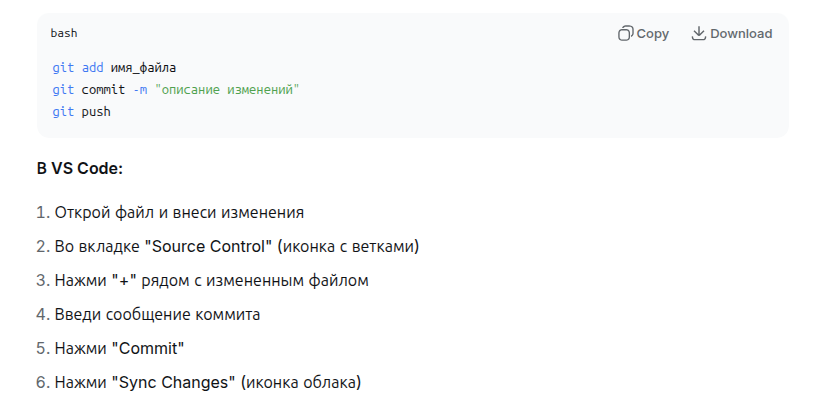 bash
Copy
Download
git add имя_файла
git commit -m "описание изменений"
git push
В VS Code:
1. Открой файл и внеси изменения
2. Во вкладке "Source Control" (иконка с ветками)
3. Нажми "+" рядом с измененным файлом
4. Введи сообщение коммита
5. Нажми "Commit"
6. Нажми "Sync Changes" (иконка облака)